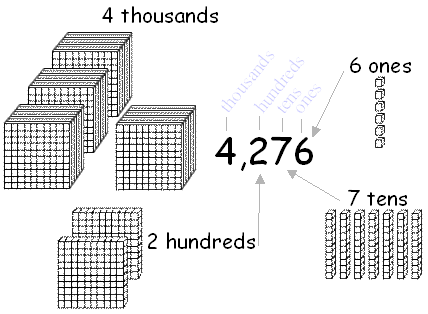 4 thousands
thousands
hundreds
tens
ones
6 ones
4,276
7 tens
2 hundreds